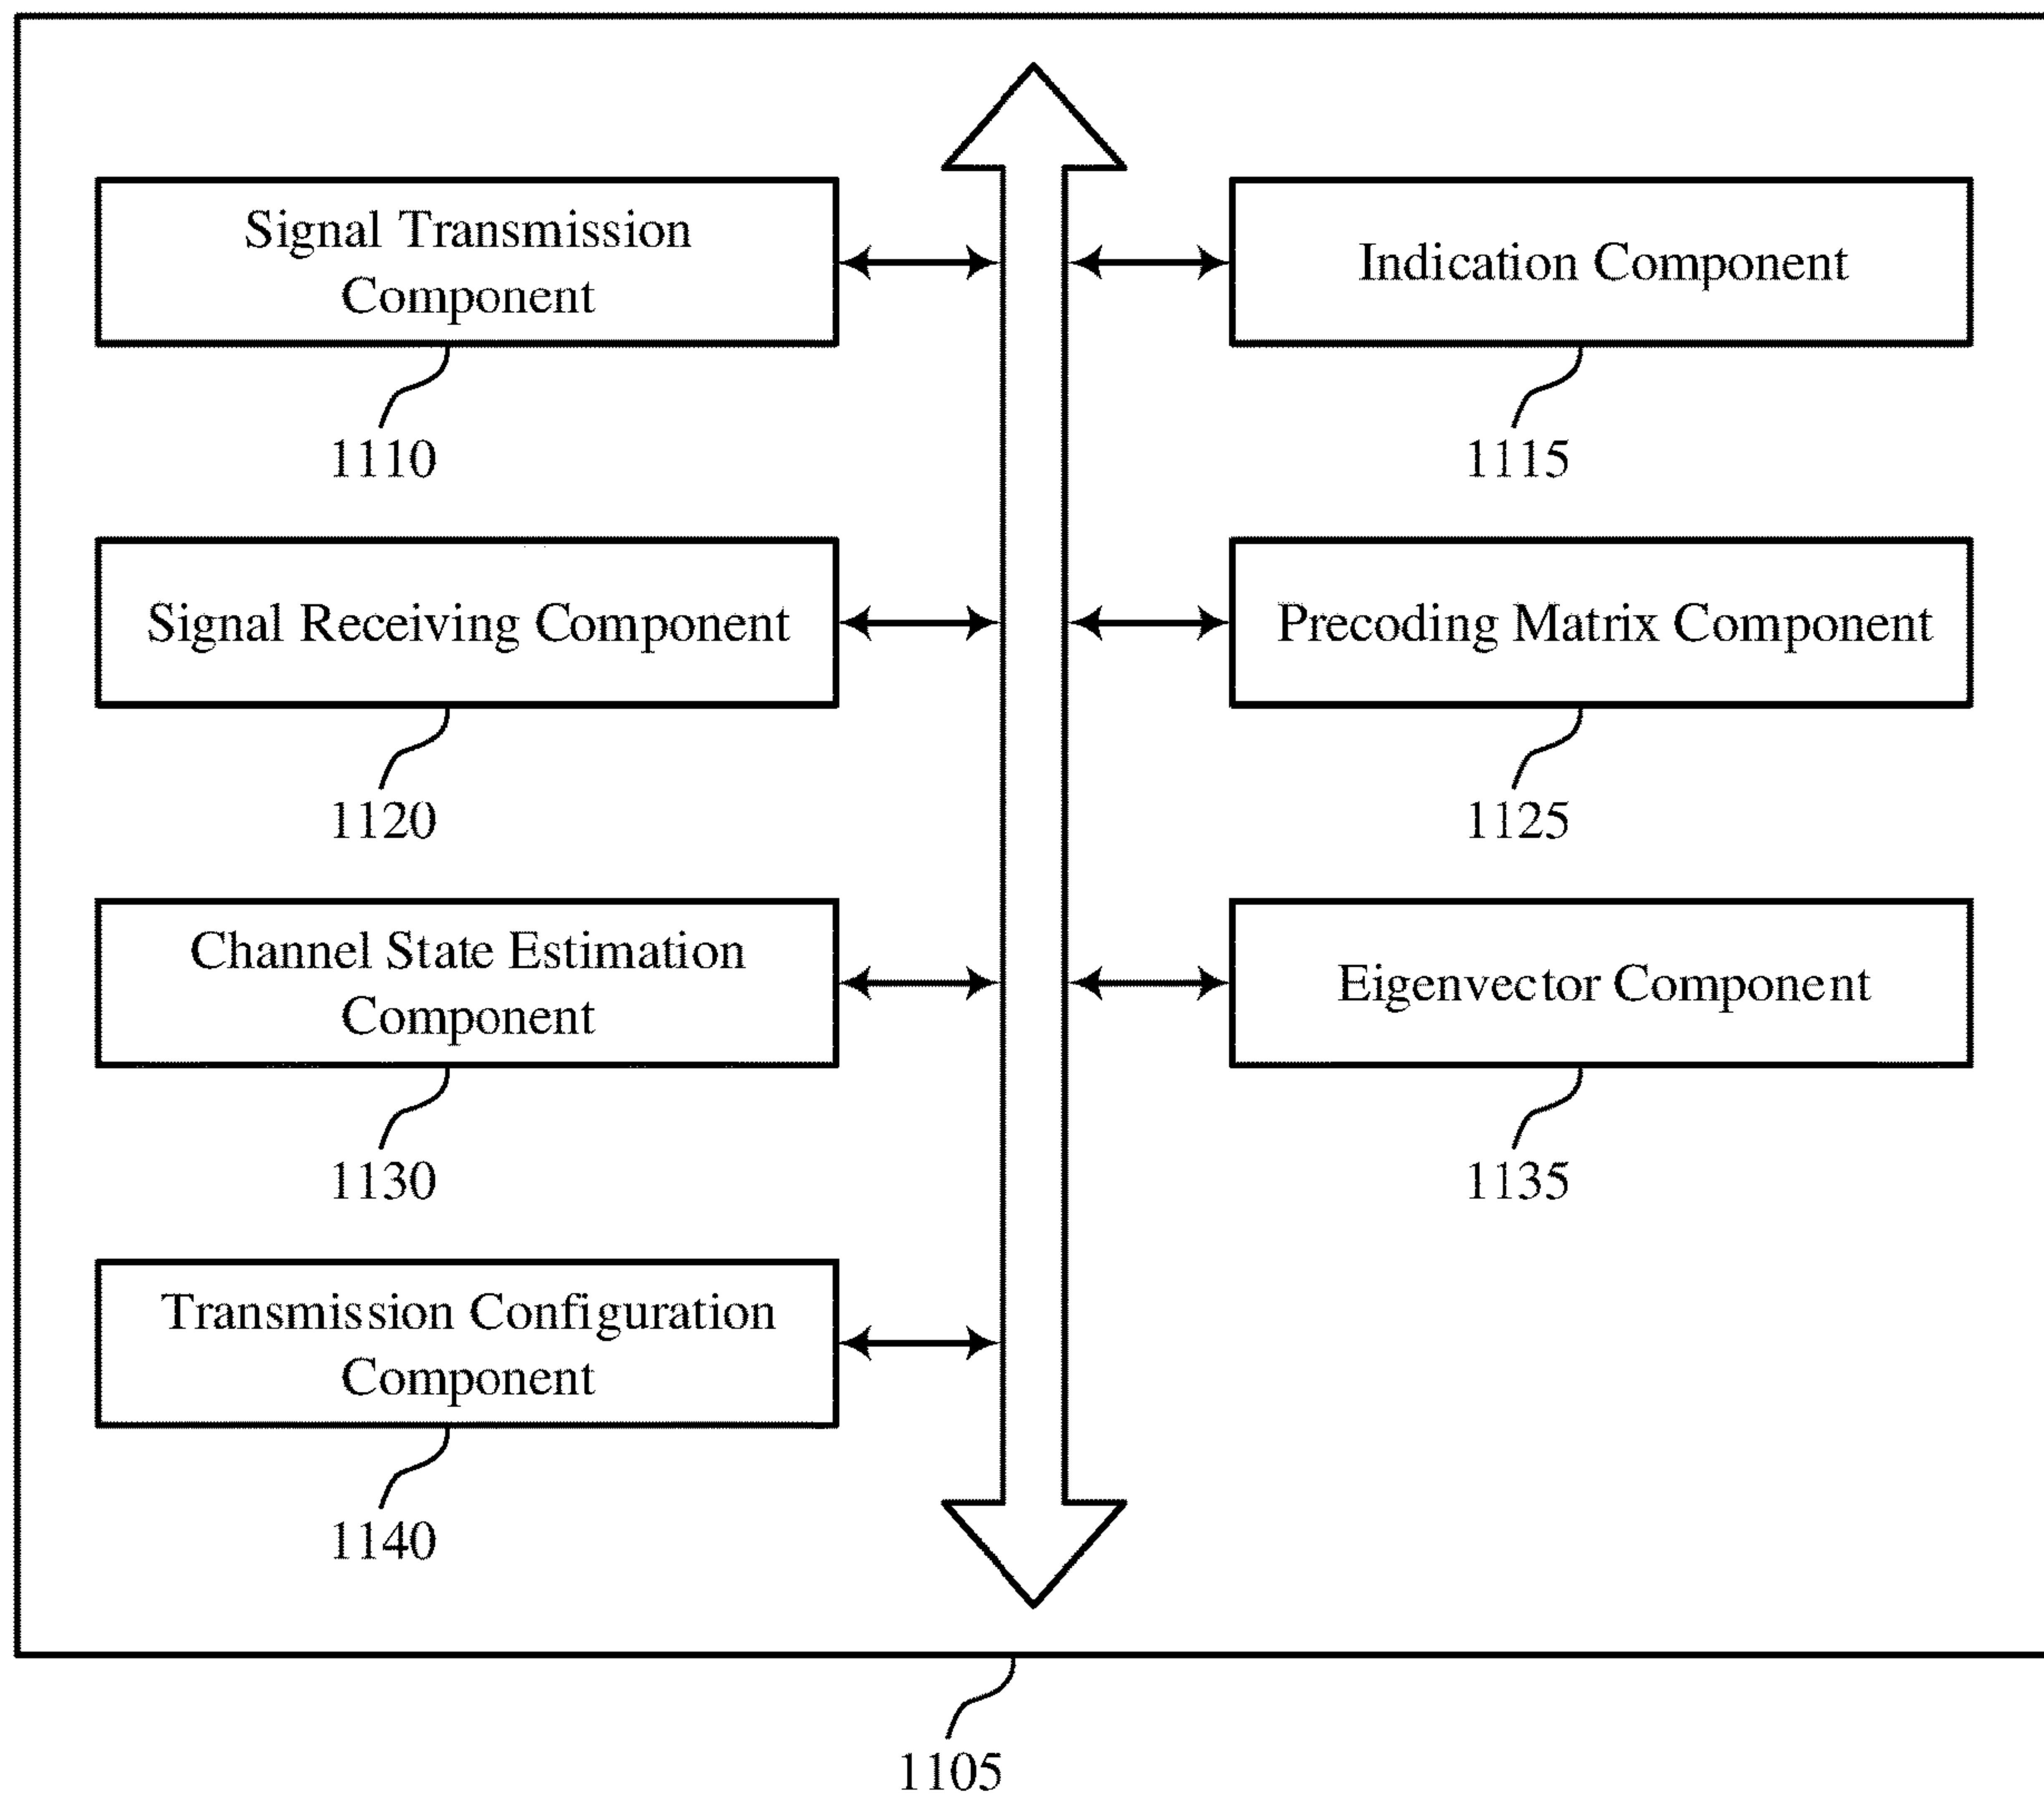 Signal Transmission
Component
1110
Indication Component
1115
Signal Receiving Component
1120
Precoding Matrix Component
1125
Channel State Estimation
Component
1130
Eigenvector Component
1135
Transmission Configuration
Component
1140
1105